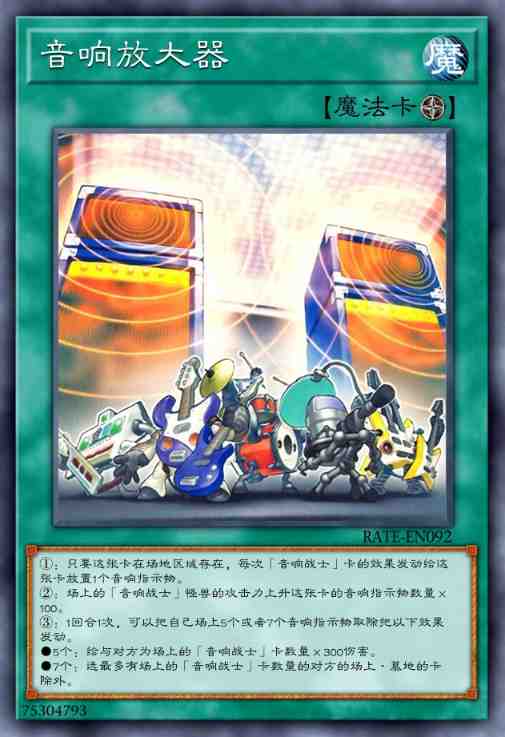 音响放大器
魔
【魔法卡】
RATE-EN092
①：只要这张卡在场地区域存在，每次「音响战士」卡的效果发动给这
张卡放置1个音响指示物。
②：场上的「音响战士」怪兽的攻击力上升这张卡的音响指示物数量×
100。
③：1回合1次，可以把自己场上5个或者7个音响指示物取除把以下效果
发动。
●5个：给与对方为场上的「音响战士」卡数量×300伤害。
●7个：选最多有场上的「音响战士」卡数量的对方的场上·墓地的卡
除外。
75304793